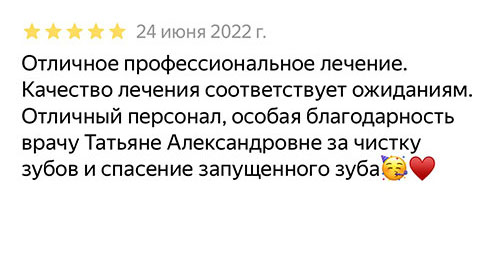 24 июня 2022 г.
Отличное профессиональное лечение.
Качество лечения соответствует ожиданиям.
Отличный персонал, особая благодарность
врачу Татьяне Александровне за чистку
зубов и спасение запущенного зуба🥳♥️